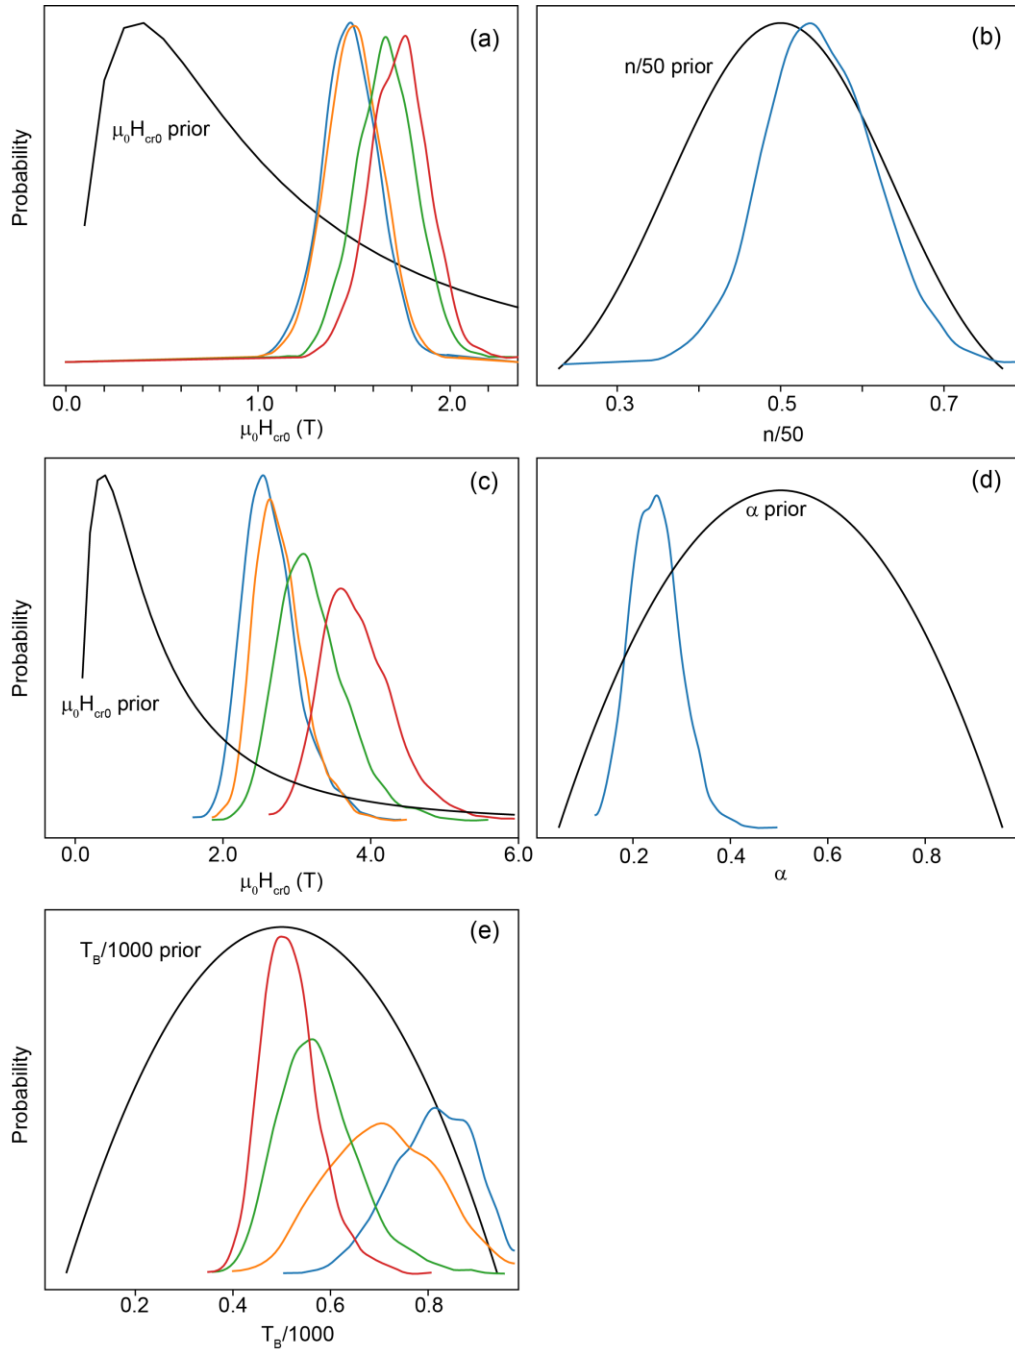 (a)
μ₀Hcr0 prior
Probability
0.0 1.0 2.0
μ₀Hcr0 (T)
(b)
n/50 prior
0.3 0.5 0.7
n/50
(c)
μ₀Hcr0 prior
Probability
0.0 2.0 4.0 6.0
μ₀Hcr0 (T)
(d)
α prior
0.2 0.4 0.6 0.8
α
(e)
TB/1000 prior
Probability
0.2 0.4 0.6 0.8
TB/1000